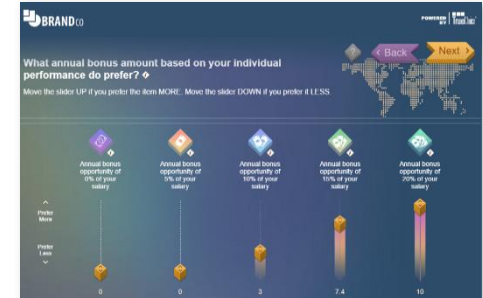 BRANDCO
POWERED BY TrueChoice
? < Back Next >
What annual bonus amount based on your individual
performance do prefer?
Move the slider UP if you prefer the item MORE. Move the slider DOWN if you prefer it LESS
Annual bonus opportunity of 0% of your salary
Annual bonus opportunity of 5% of your salary
Annual bonus opportunity of 10% of your salary
Annual bonus opportunity of 15% of your salary
Annual bonus opportunity of 20% of your salary
Prefer
More
Prefer
Less
0 0 3 7.4 10